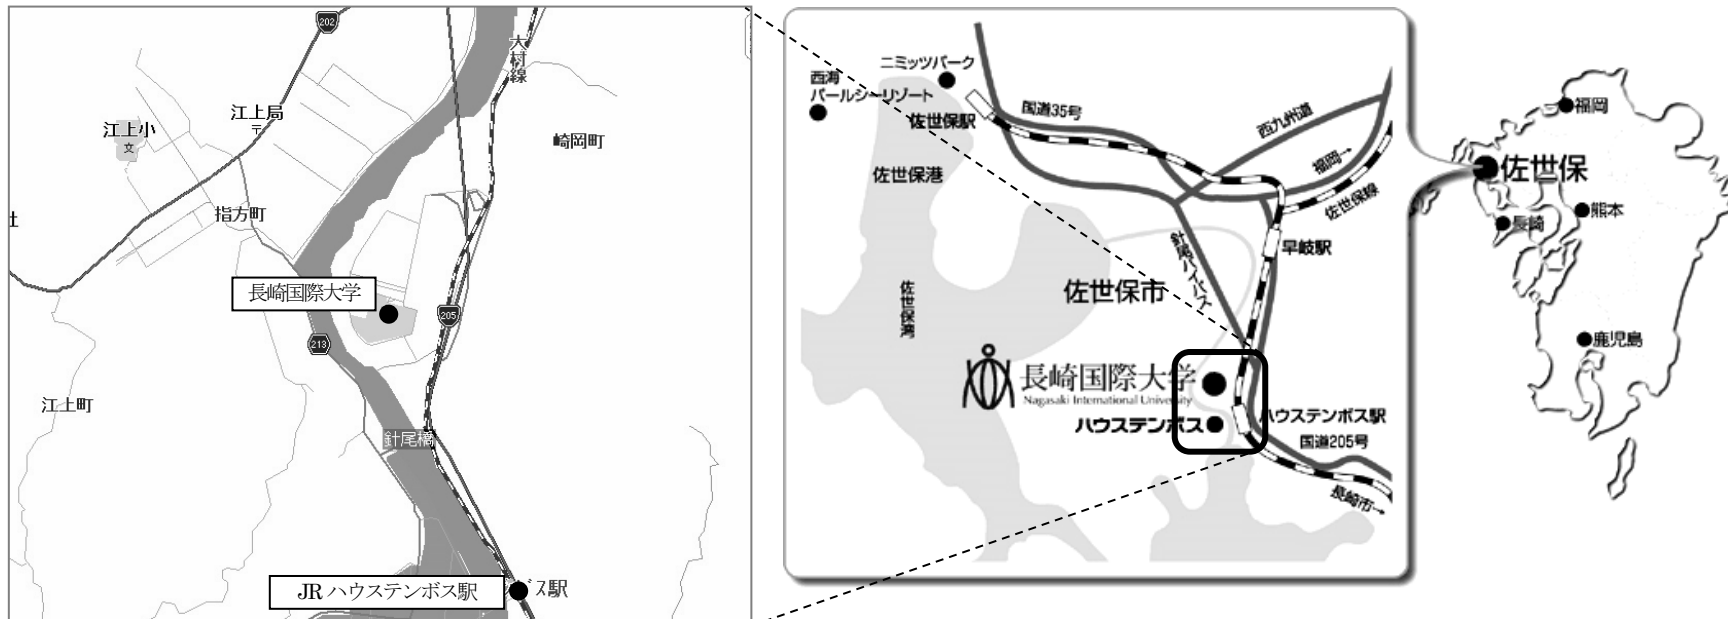 202
大村線
江上小
文
江上局
〒
崎岡町
指方町
長崎国際大学
205
213
江上町
針尾橋
JR ハウステンボス駅
ス駅
ニミッツパーク
西海
パールシーリゾート
佐世保駅
国道35号
西九州道
福岡→
佐世保港
佐世保線
早岐駅
針尾バイパス
佐世保市
佐世保湾
長崎国際大学
Nagasaki International University
ハウステンボス
ハウステンボス駅
国道205号
長崎市→
福岡
佐世保
長崎
熊本
鹿児島